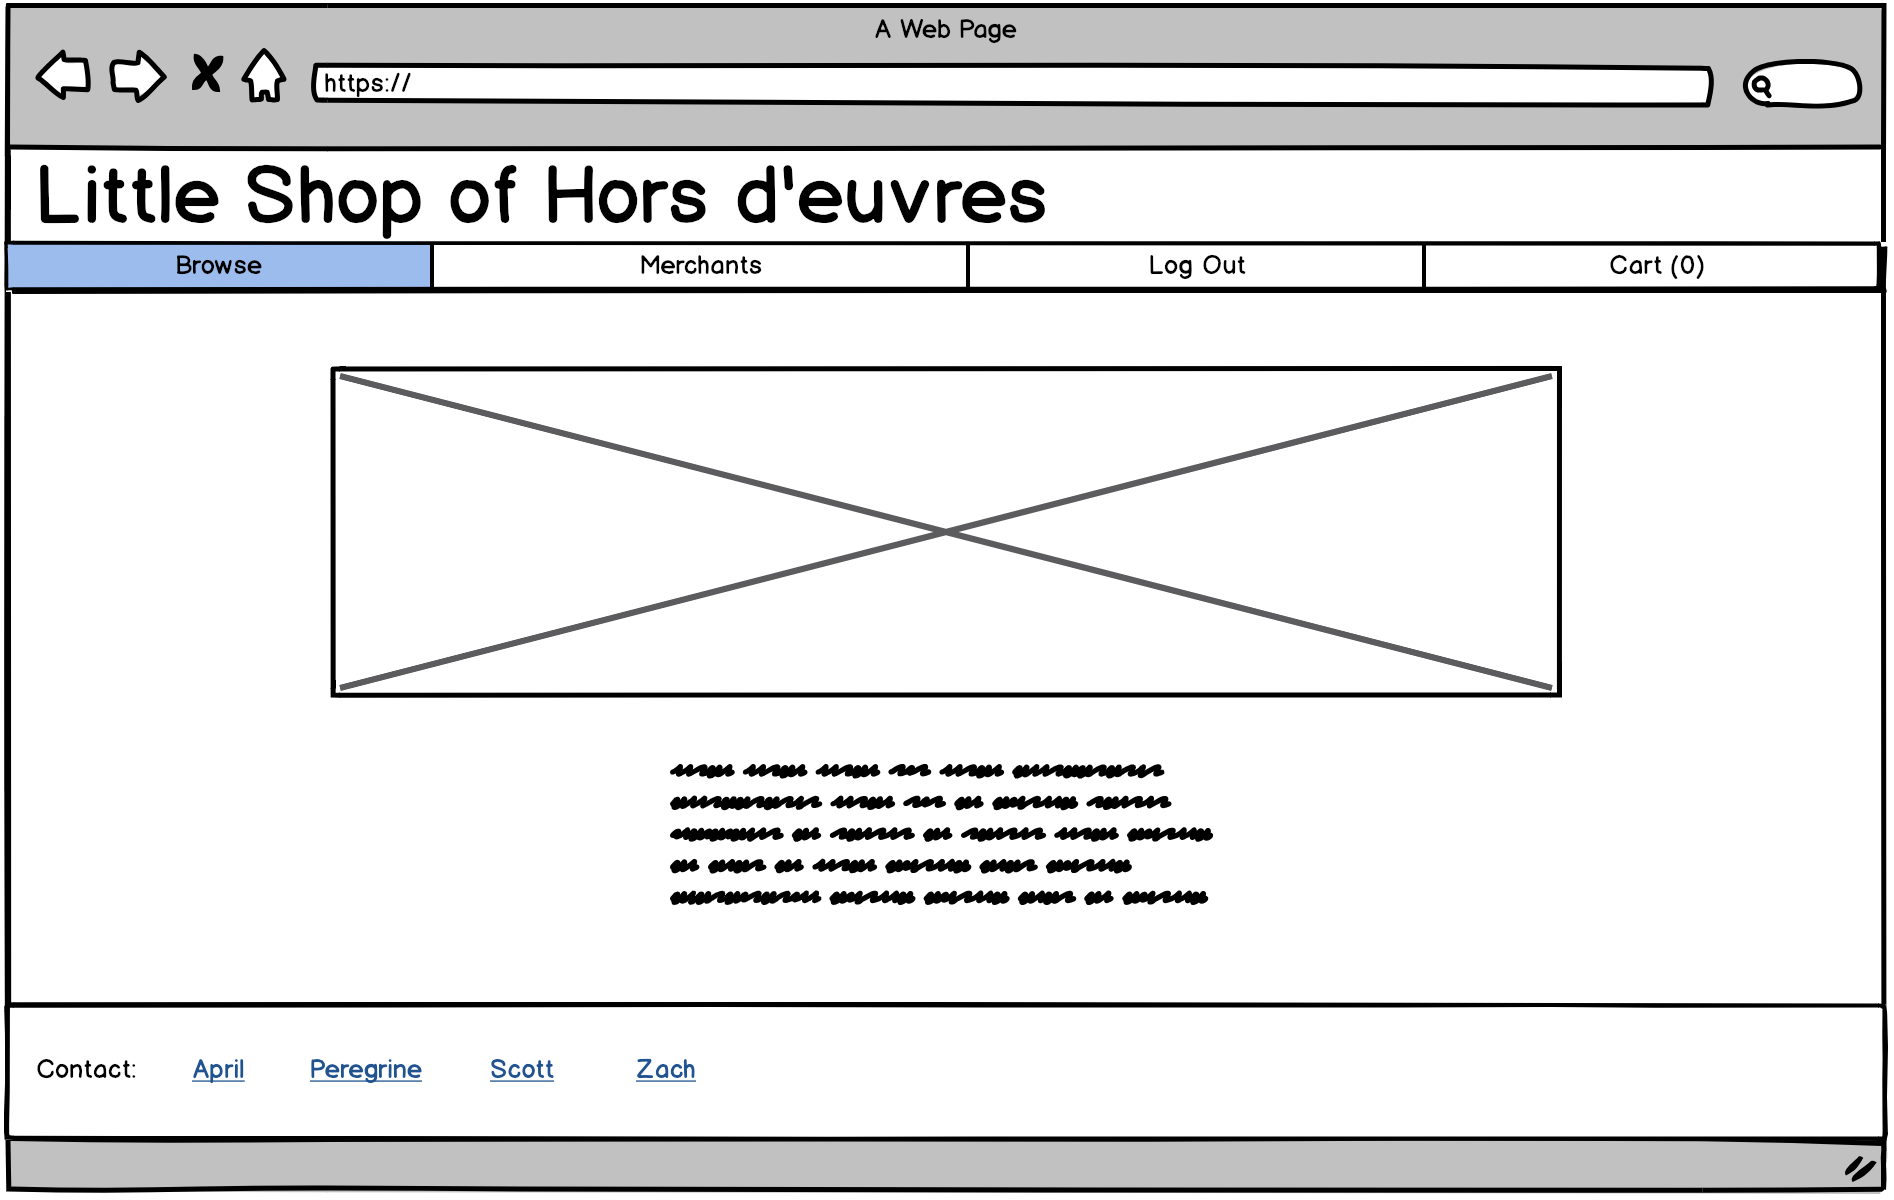 A Web Page
https://
Little Shop of Hors d'euvres
Browse Merchants Log Out Cart (0)
Contact: April Peregrine Scott Zach